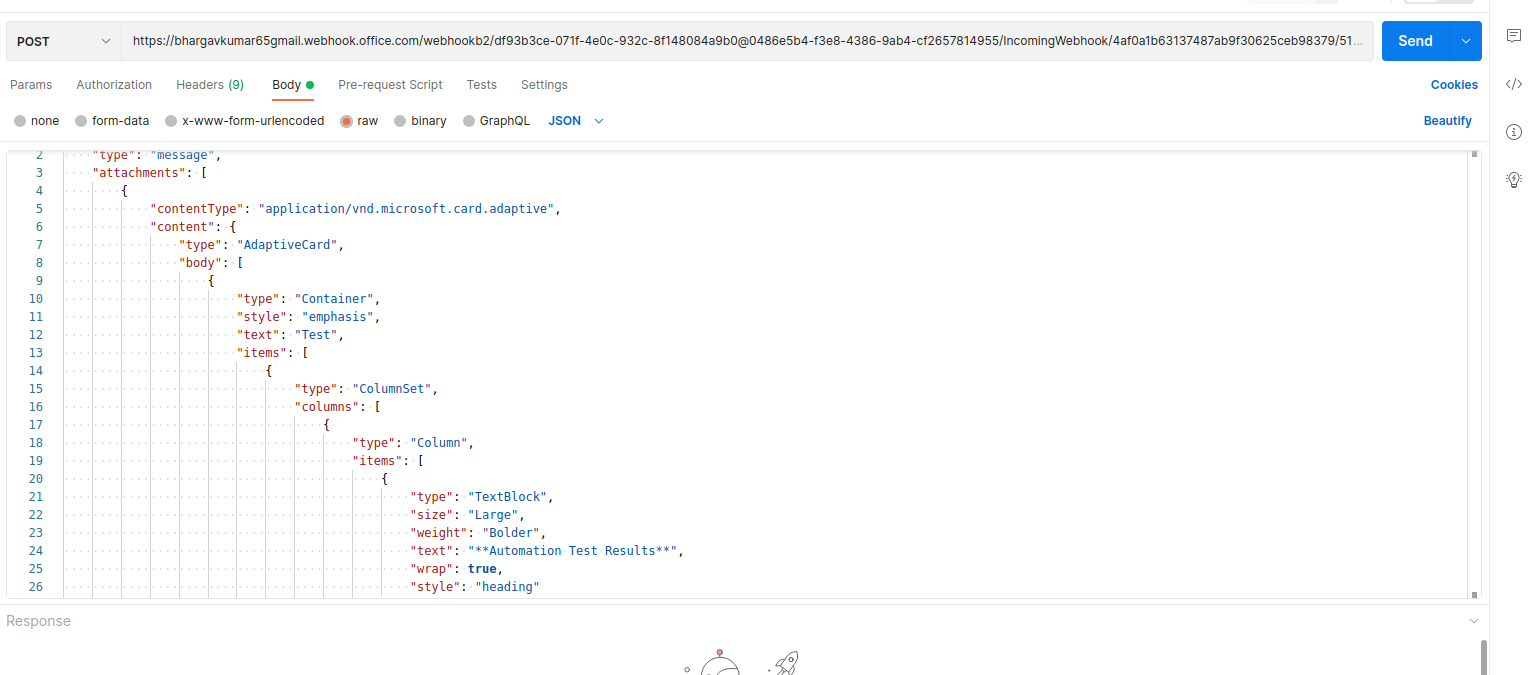 POST https://bhargavkumar65gmail.webhook.office.com/webhookb2/df93b3ce-071f-4e0c-932c-8f148084a9b0@0486e5b4-f3e8-4386-9ab4-cf2657814955/IncomingWebhook/4af0a1b63137487ab9f30625ceb98379/51... Send
Params Authorization Headers (9) Body Pre-request Script Tests Settings Cookies
none form-data x-www-form-urlencoded raw binary GraphQL JSON Beautify
2 "type": "message",
3 "attachments": [
4 {
5 "contentType": "application/vnd.microsoft.card.adaptive",
6 "content": {
7 "type": "AdaptiveCard",
8 "body": [
9 {
10 "type": "Container",
11 "style": "emphasis",
12 "text": "Test",
13 "items": [
14 {
15 "type": "ColumnSet",
16 "columns": [
17 {
18 "type": "Column",
19 "items": [
20 {
21 "type": "TextBlock",
22 "size": "Large",
23 "weight": "Bolder",
24 "text": "**Automation Test Results**",
25 "wrap": true,
26 "style": "heading"
Response